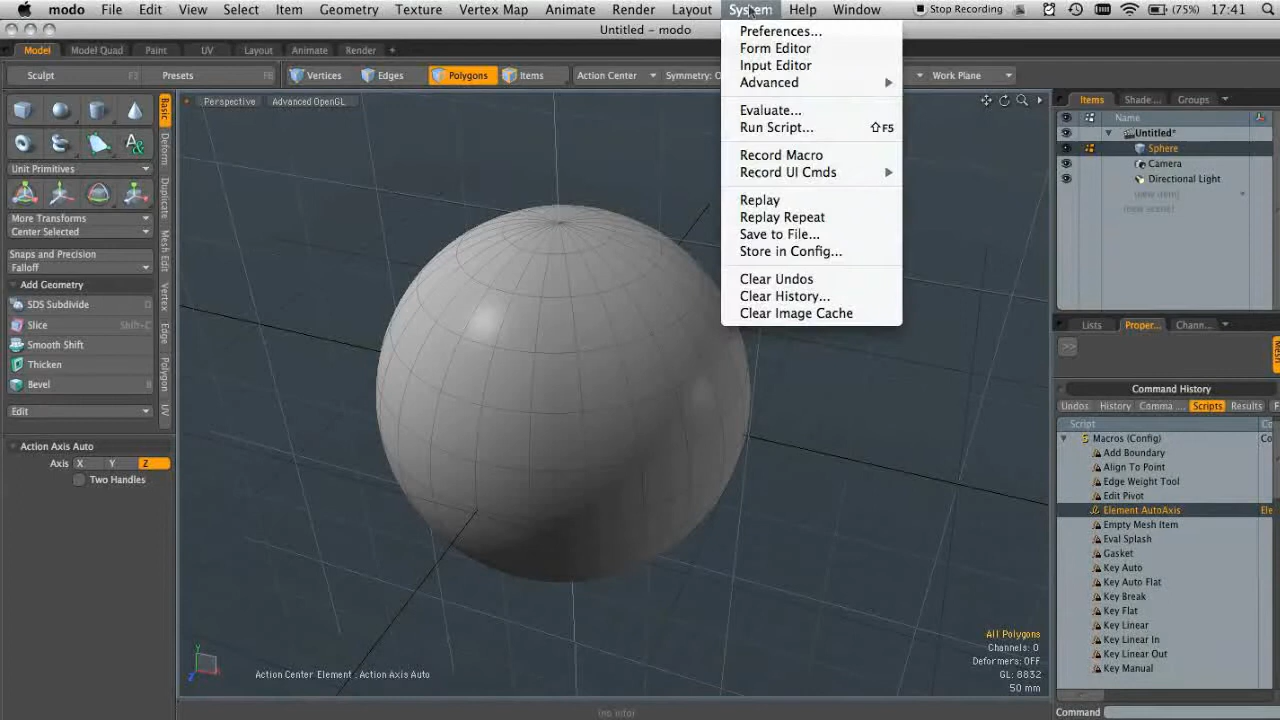 modo File Edit View Select Item Geometry Texture Vertex Map Animate Render Layout System Help Window Stop Recording (75%) 17:41
Untitled - modo
Model Model Quad Paint UV Layout Animate Render +
Sculpt F6 Presets F6 Vertices Edges Polygons Items Action Center Symmetry: Work Plane
Perspective Advanced OpenGL
Basic
Deform
Duplicate
Mesh Edit
Vertex
Edge
Polygon
UV
Unit Primitives
More Transforms
Center Selected
Snaps and Precision
Falloff
Add Geometry
SDS Subdivide D
Slice Shift-C
Smooth Shift
Thicken
Bevel
Edit
Action Axis Auto
Axis X Y Z
Two Handles
Preferences...
Form Editor
Input Editor
Advanced
Evaluate...
Run Script... ⇧F5
Record Macro
Record UI Cmds
Replay
Replay Repeat
Save to File...
Store in Config...
Clear Undos
Clear History...
Clear Image Cache
All Polygons
Channels: 0
Deformers: OFF
GL: 8832
50 mm
Action Center Element : Action Axis Auto
Y
Z
(no info)
Items Shade ... Groups
Name
Untitled*
Sphere
Camera
Directional Light
(new item)
(new scene)
Lists Proper... Chann...
>>
Command History
Undos History Comma ... Scripts Results F
Script Co
Macros (Config) Co
Add Boundary
Align To Point
Edge Weight Tool
Edit Pivot
Element AutoAxis Ele
Empty Mesh Item
Eval Splash
Gasket
Key Auto
Key Auto Flat
Key Break
Key Flat
Key Linear
Key Linear In
Key Linear Out
Key Manual
Command